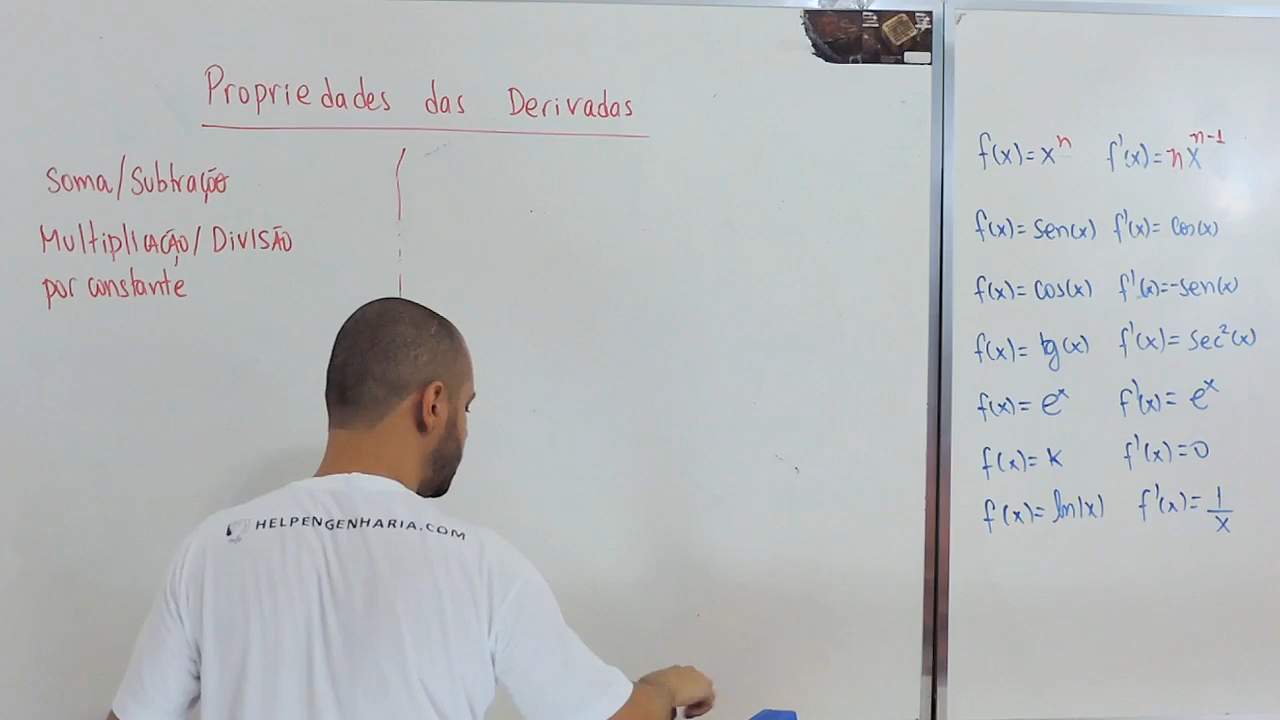 Propriedades das Derivadas
Soma/Subtração
Multiplicação/Divisão
por constante
HELPENGENHARIA.COM
f(x)=x^n f'(x)=nx^{n-1}
f(x)=sen(x) f'(x)=cos(x)
f(x)=cos(x) f'(x)=-sen(x)
f(x)=tg(x) f'(x)=sec²(x)
f(x)=e^x f'(x)=e^x
f(x)=k f'(x)=0
f(x)=ln(x) f'(x)=1/x